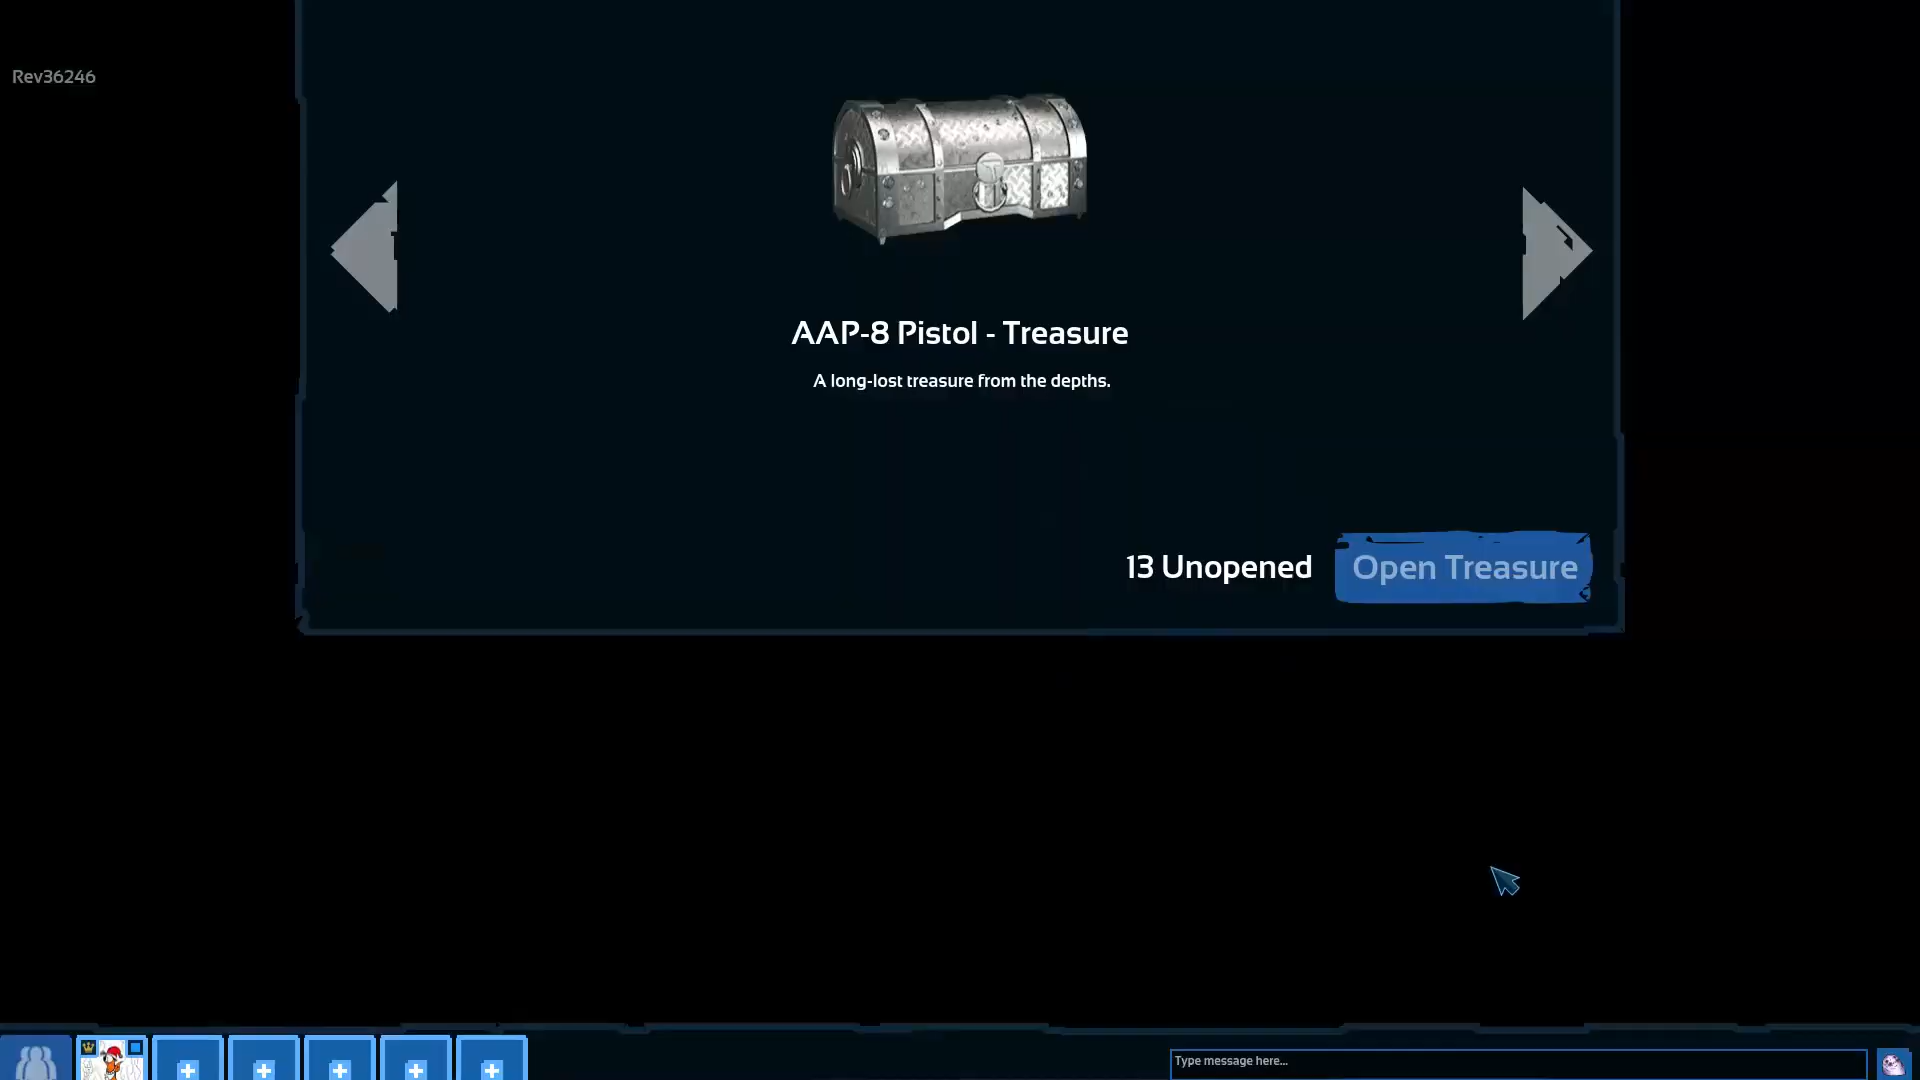 Rev36246
AAP-8 Pistol - Treasure
A long-lost treasure from the depths.
13 Unopened
Open Treasure
Type message here...